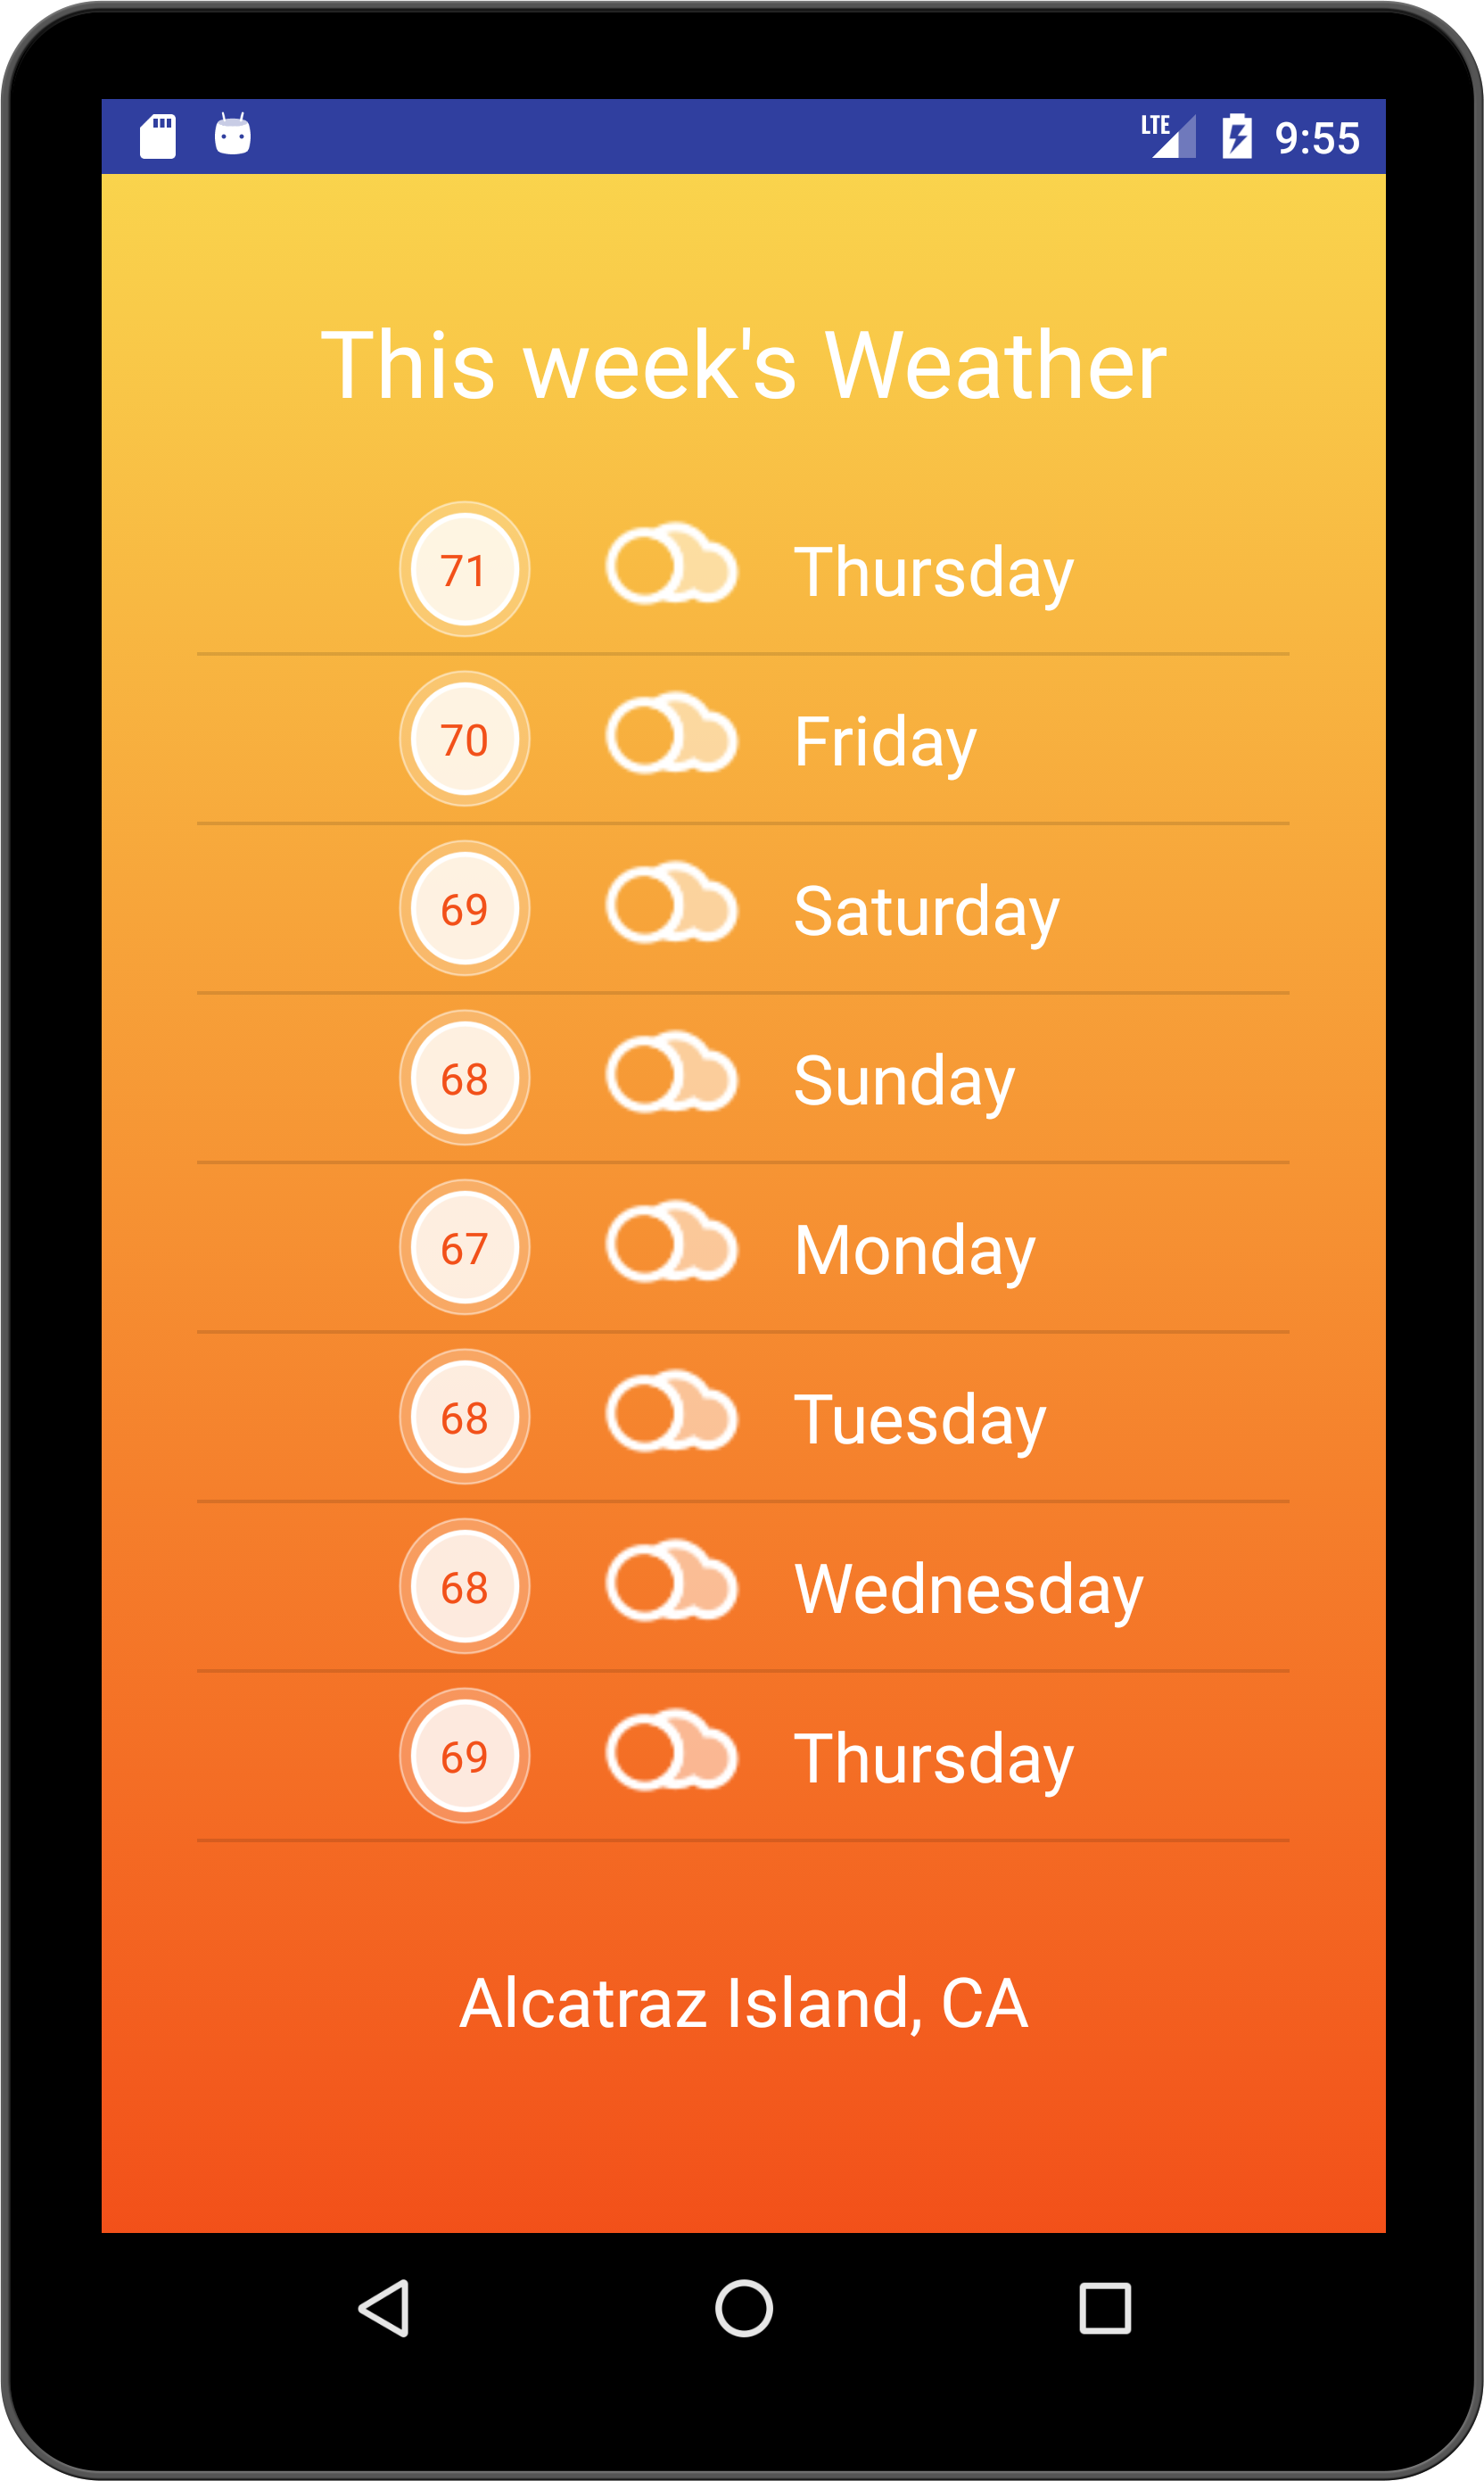 LTE 9:55
This week's Weather
71 Thursday
70 Friday
69 Saturday
68 Sunday
67 Monday
68 Tuesday
68 Wednesday
69 Thursday
Alcatraz Island, CA